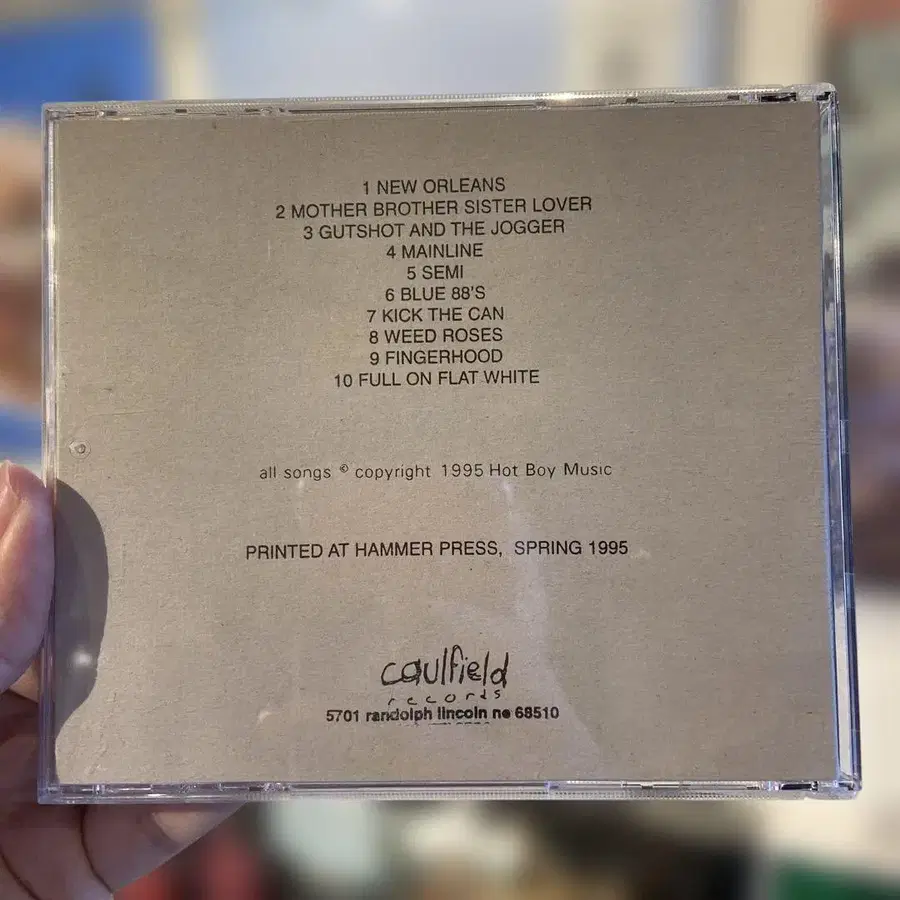 1 NEW ORLEANS
2 MOTHER BROTHER SISTER LOVER
3 GUTSHOT AND THE JOGGER
4 MAINLINE
5 SEMI
6 BLUE 88'S
7 KICK THE CAN
8 WEED ROSES
9 FINGERHOOD
10 FULL ON FLAT WHITE
all songs © copyright 1995 Hot Boy Music
PRINTED AT HAMMER PRESS, SPRING 1995
caulfield
records
5701 randolph lincoln ne 68510